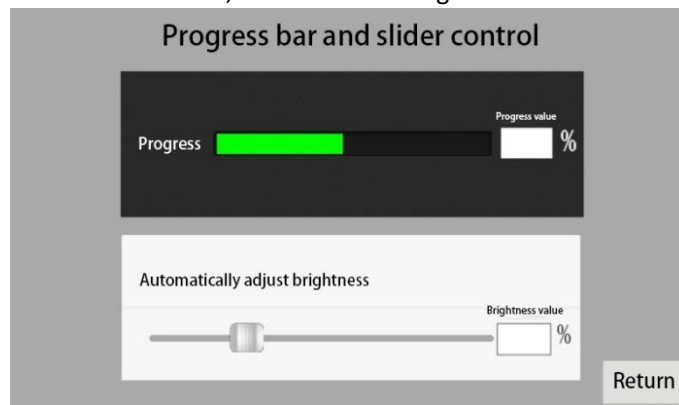 Progress bar and slider control
Progress value
Progress
%
Automatically adjust brightness
Brightness value
%
Return